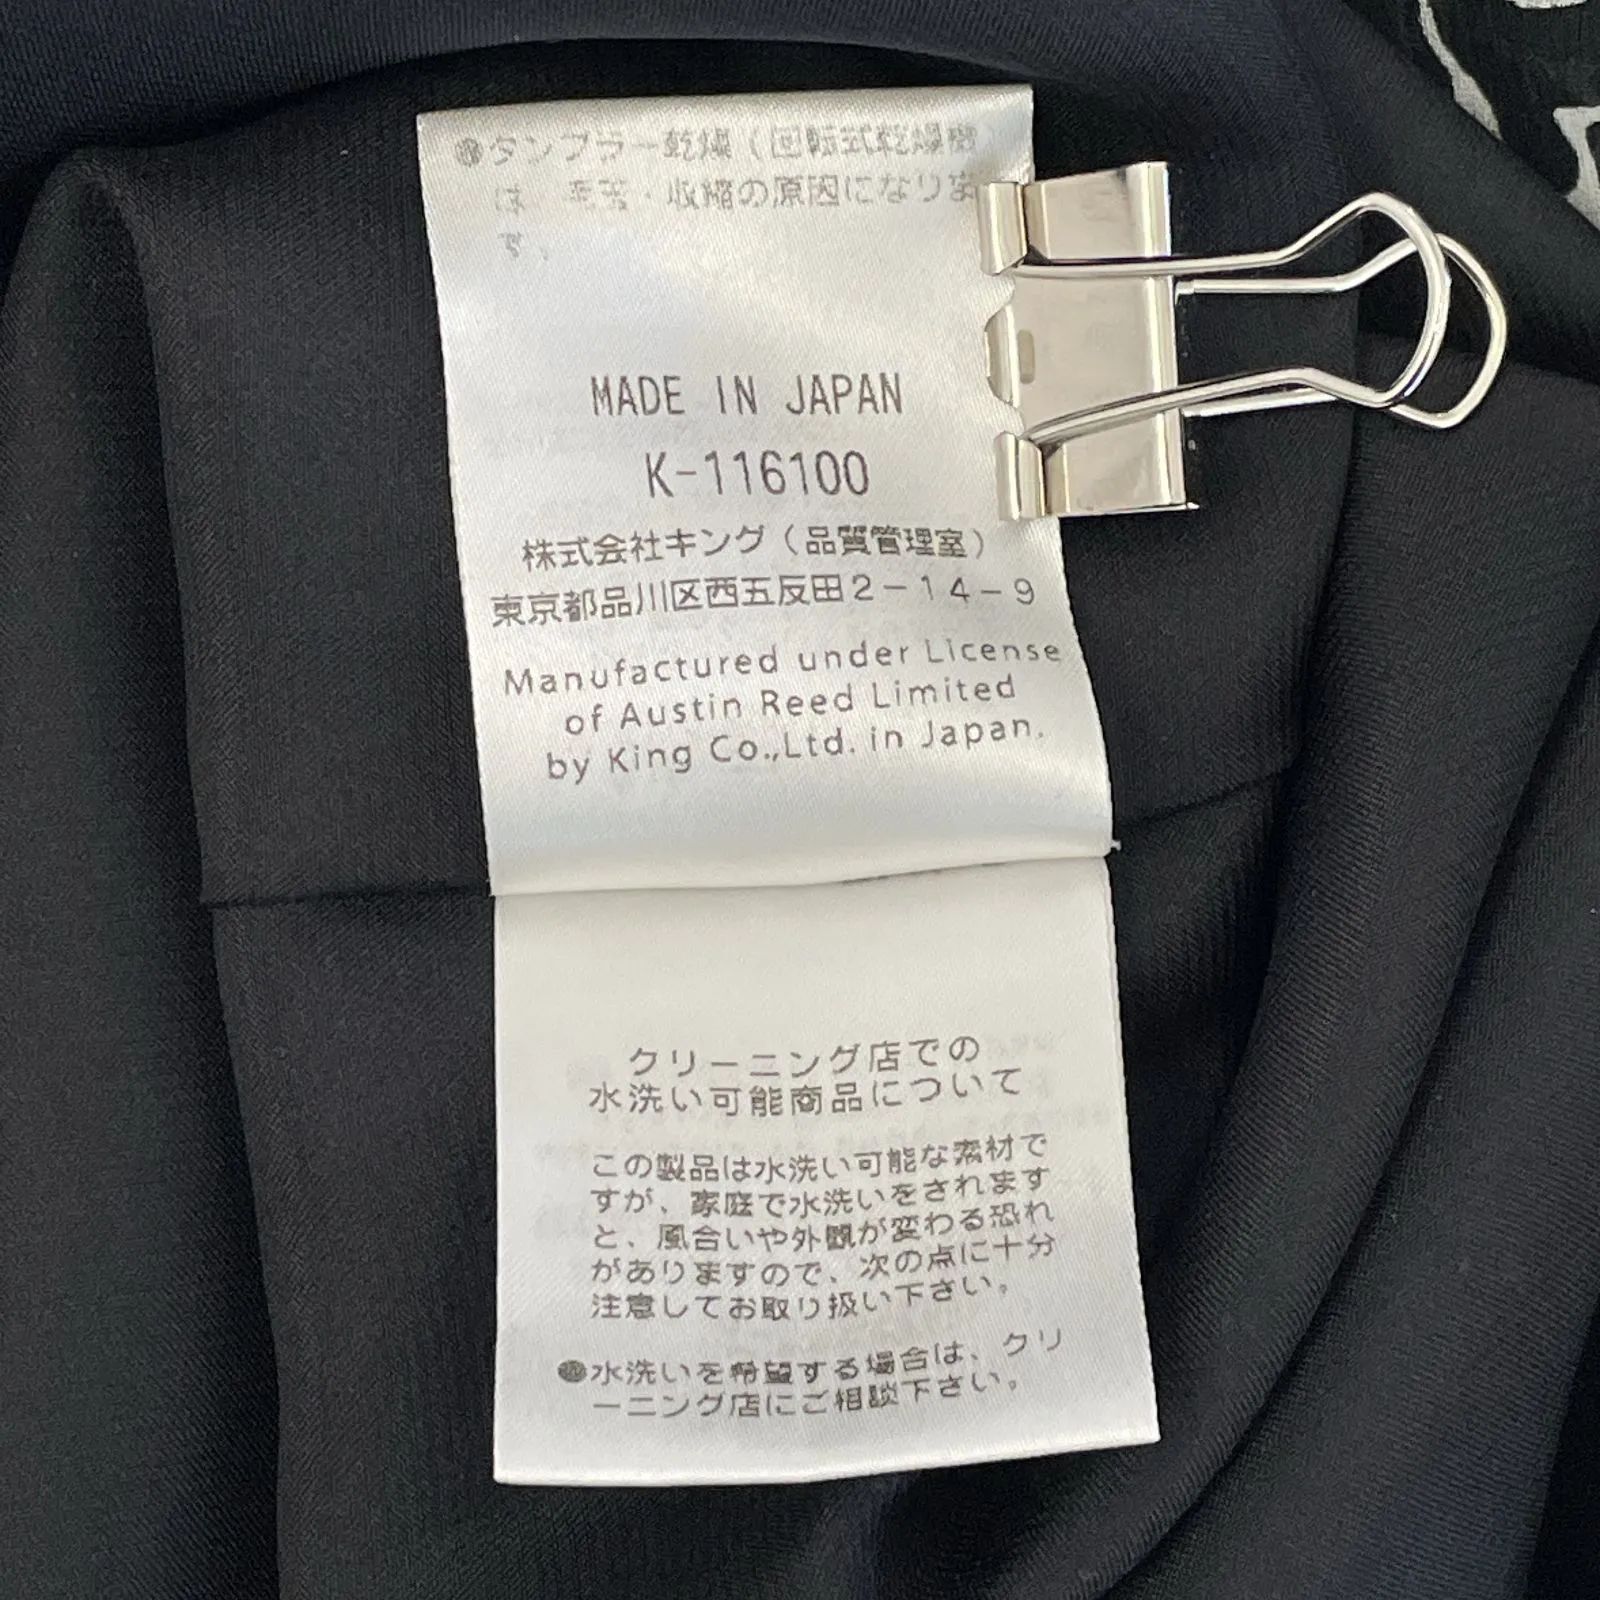 ●タンブラー乾燥（回転式乾燥機）
は、毛玉・収縮の原因になりま
す。
MADE IN JAPAN
K-116100
株式会社キング（品質管理室）
東京都品川区西五反田2-14-9
Manufactured under License
of Austin Reed Limited
by King Co.,Ltd. in Japan.
クリーニング店での
水洗い可能商品について
この製品は水洗い可能な素材で
すが、家庭で水洗いをされます
と、風合いや外観が変わる恐れ
がありますので、次の点に十分
注意してお取り扱い下さい。
●水洗いを希望する場合は、クリ
ーニング店にご相談下さい。